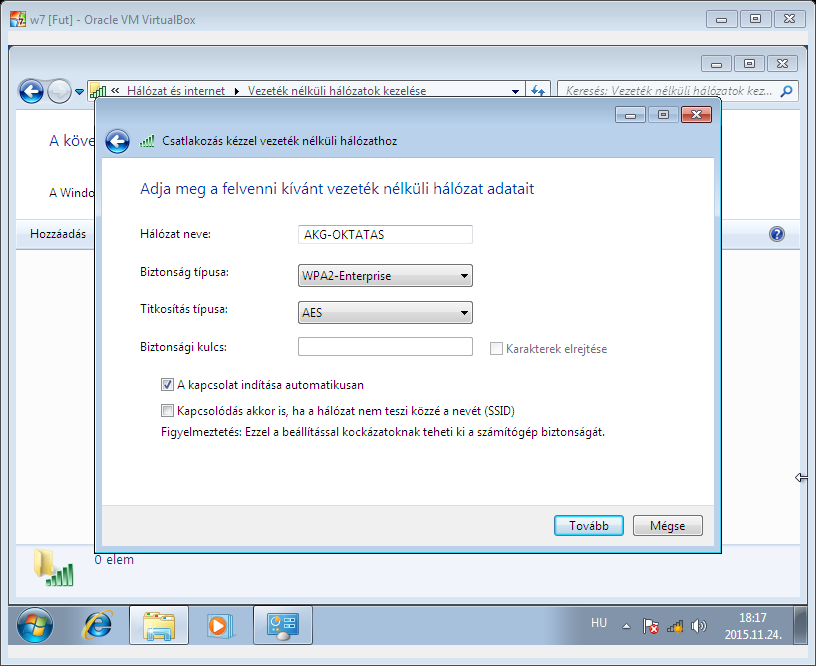 w7 [Fut] - Oracle VM VirtualBox
« Hálózat és internet Vezeték nélküli hálózatok kezelése
Keresés: Vezeték nélküli hálózatok kez...
A köve
A Windo
Hozzáadás
Csatlakozás kézzel vezeték nélküli hálózathoz
Adja meg a felvenni kívánt vezeték nélküli hálózat adatait
Hálózat neve: AKG-OKTATAS
Biztonság típusa: WPA2-Enterprise
Titkosítás típusa: AES
Biztonsági kulcs: Karakterek elrejtése
A kapcsolat indítása automatikusan
Kapcsolódás akkor is, ha a hálózat nem teszi közzé a nevét (SSID)
Figyelmeztetés: Ezzel a beállítással kockázatoknak teheti ki a számítógép biztonságát.
Tovább Mégse
0 elem
HU 18:17
2015.11.24.